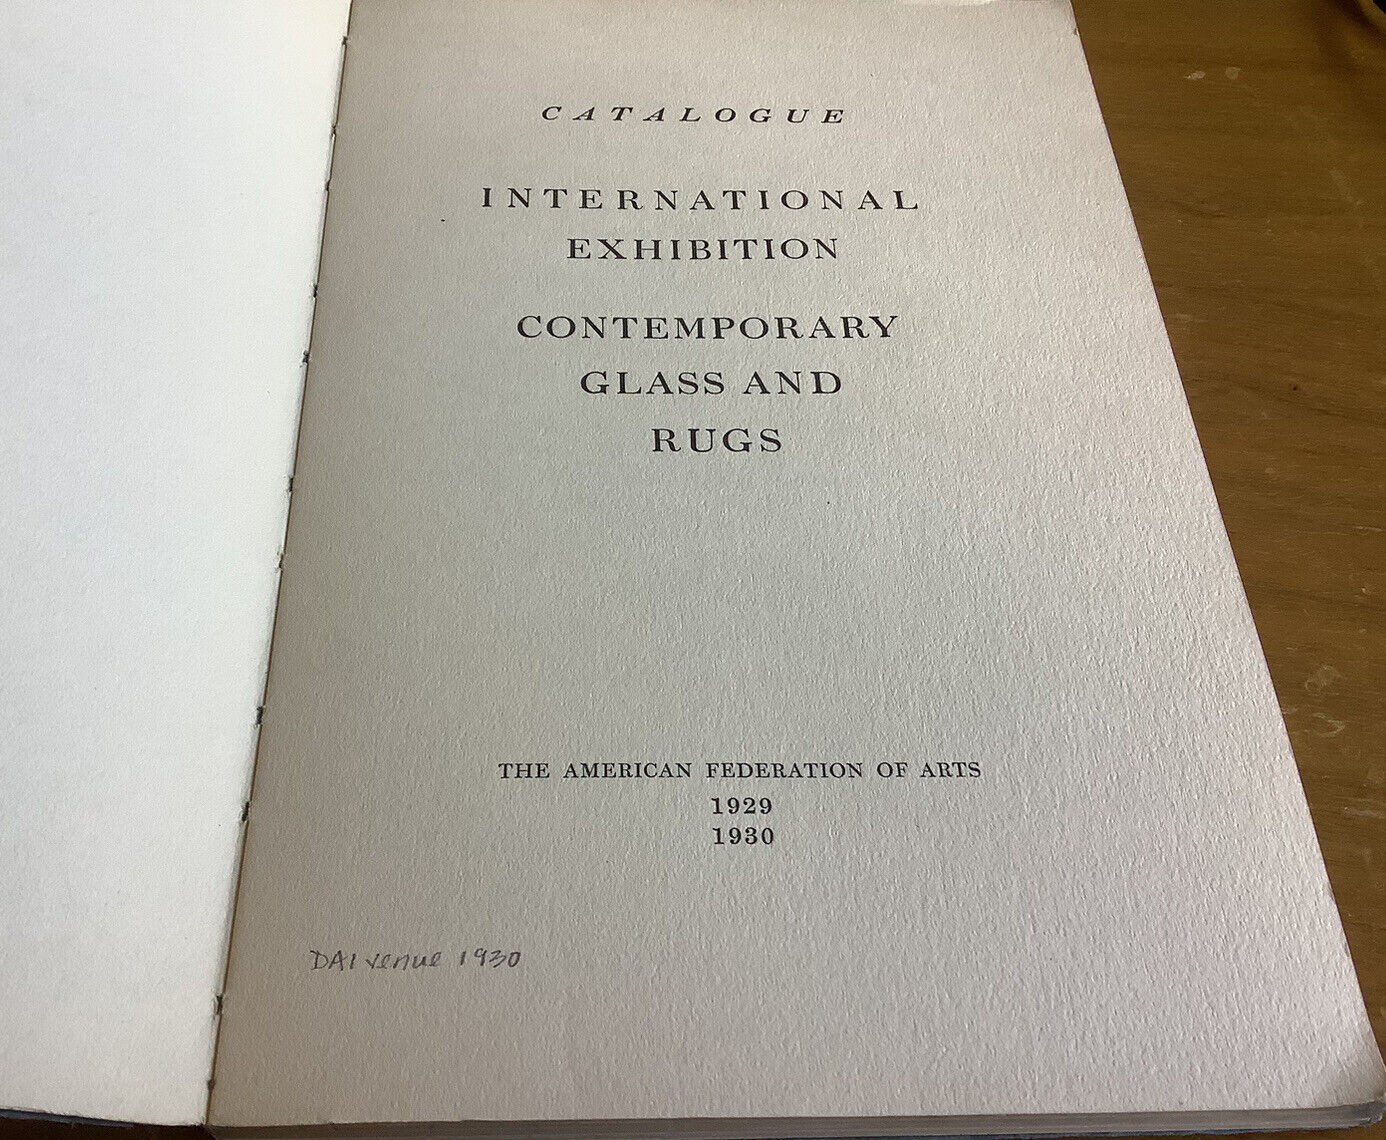 CATALOGUE
INTERNATIONAL
EXHIBITION
CONTEMPORARY
GLASS AND
RUGS
THE AMERICAN FEDERATION OF ARTS
1929
1930
DAI venue 1930